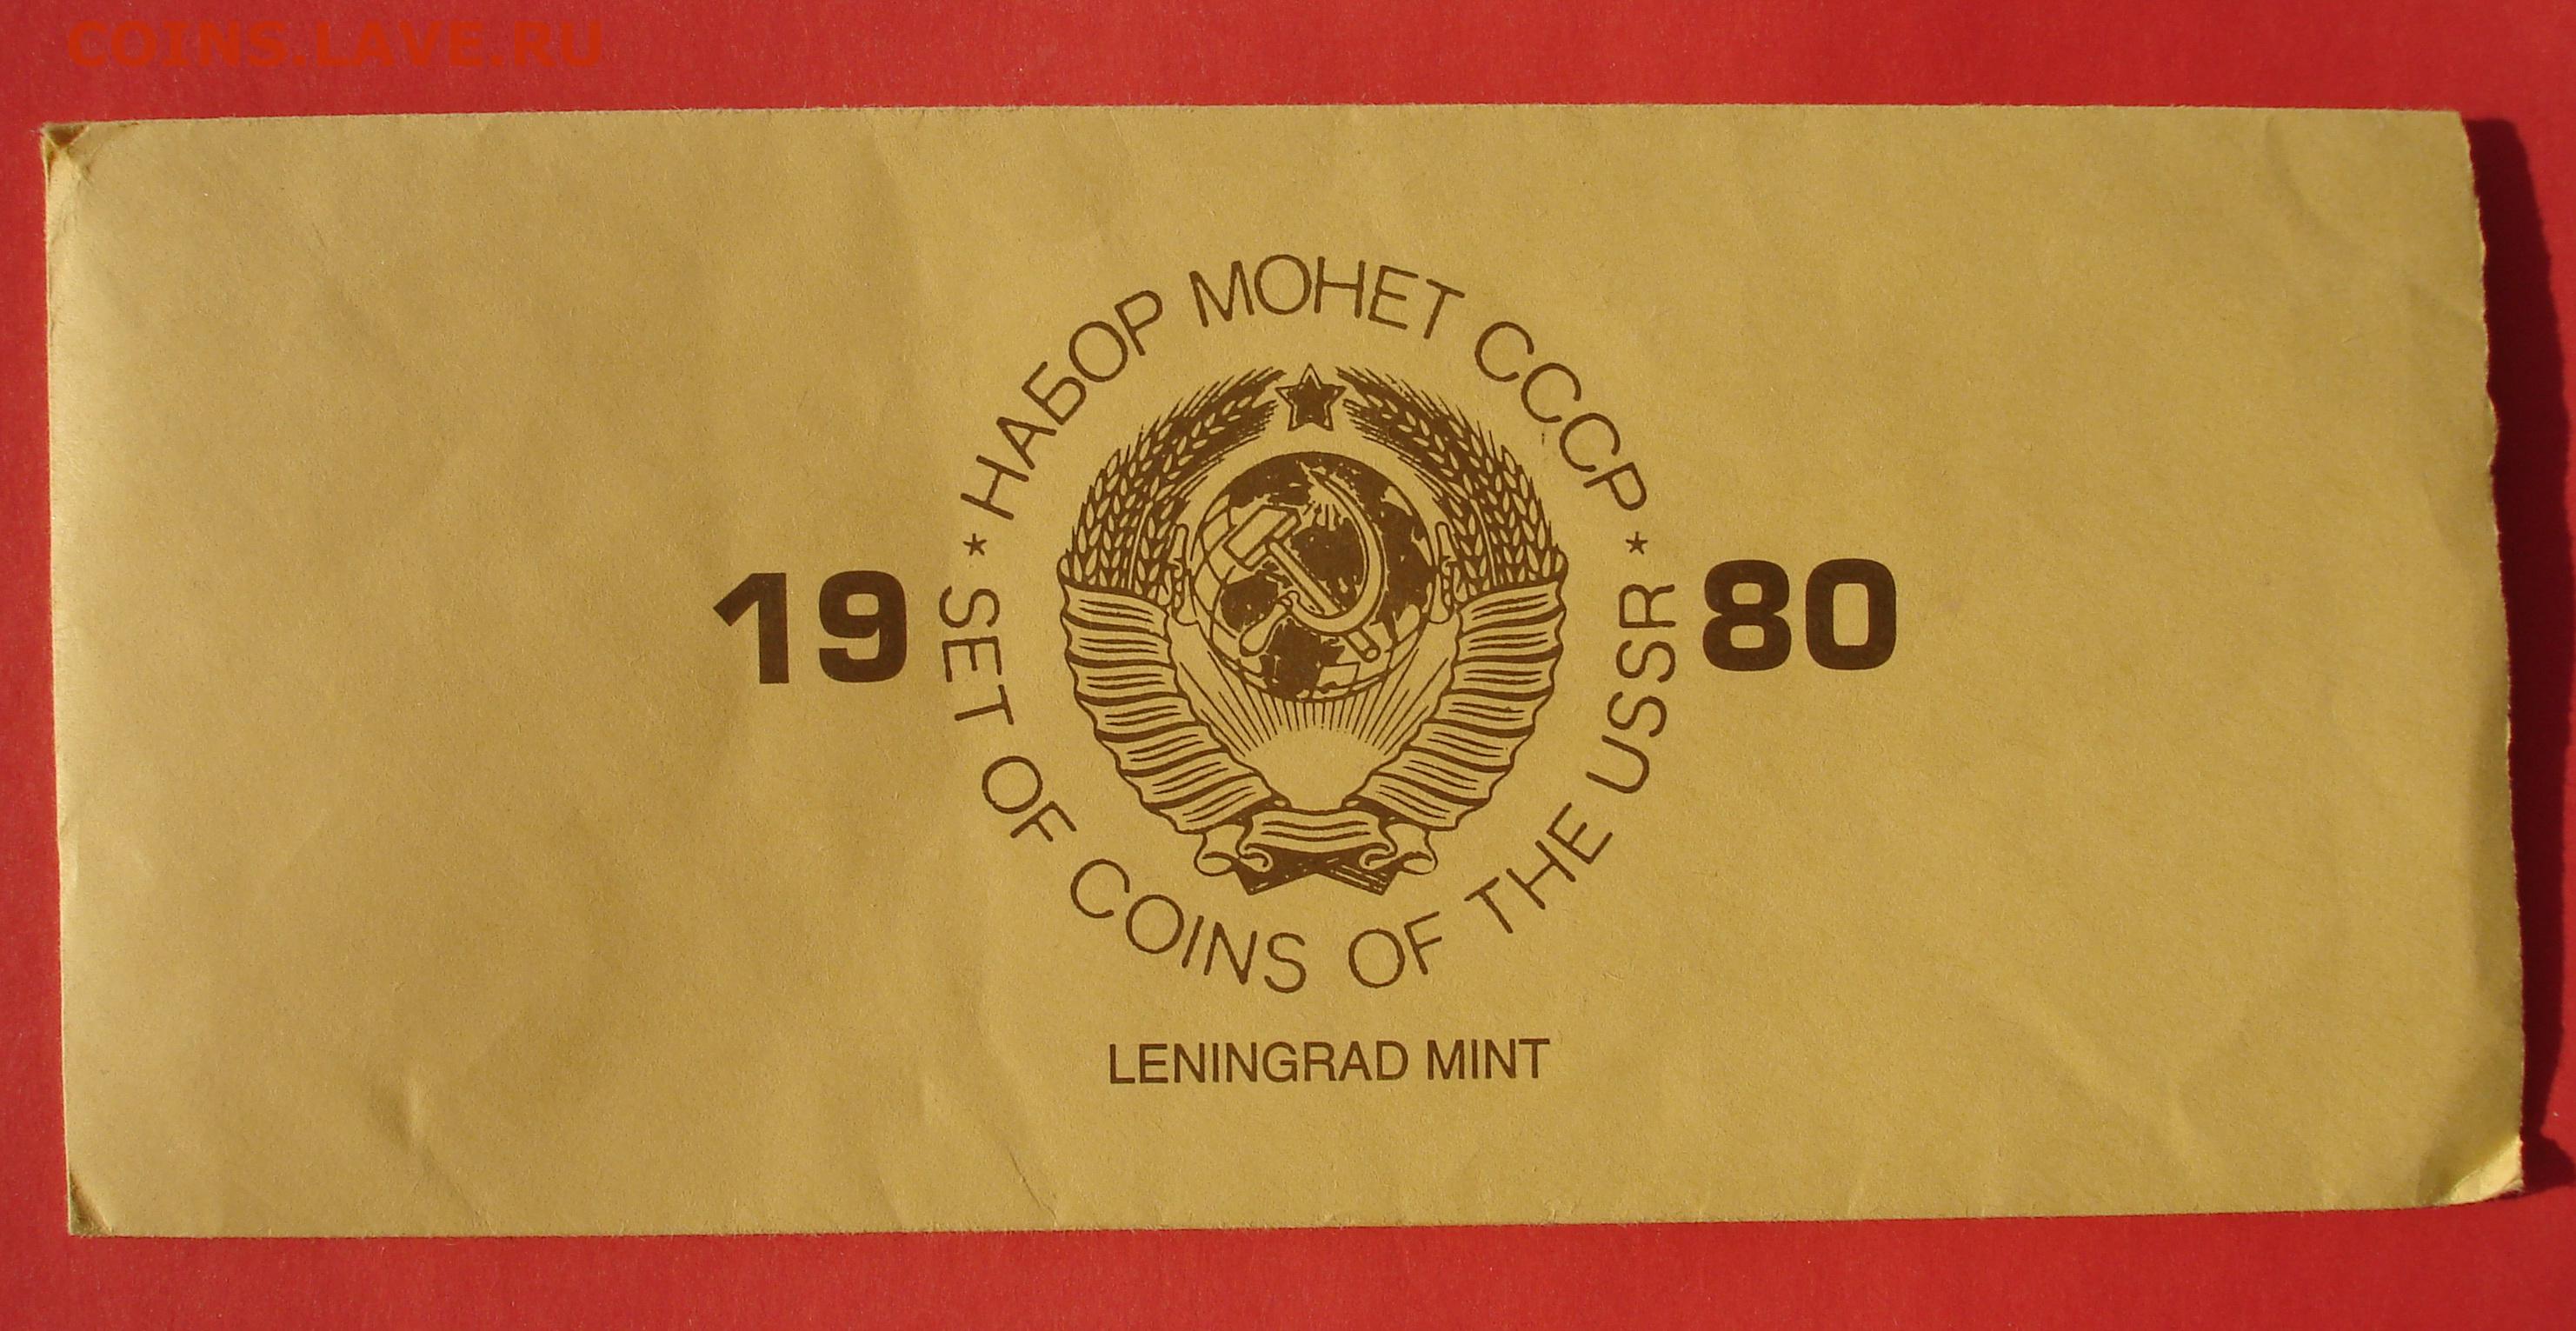 COINS.LAVE.RU
* НАБОР МОНЕТ СССР *
19 80
SET OF COINS OF THE USSR
LENINGRAD MINT